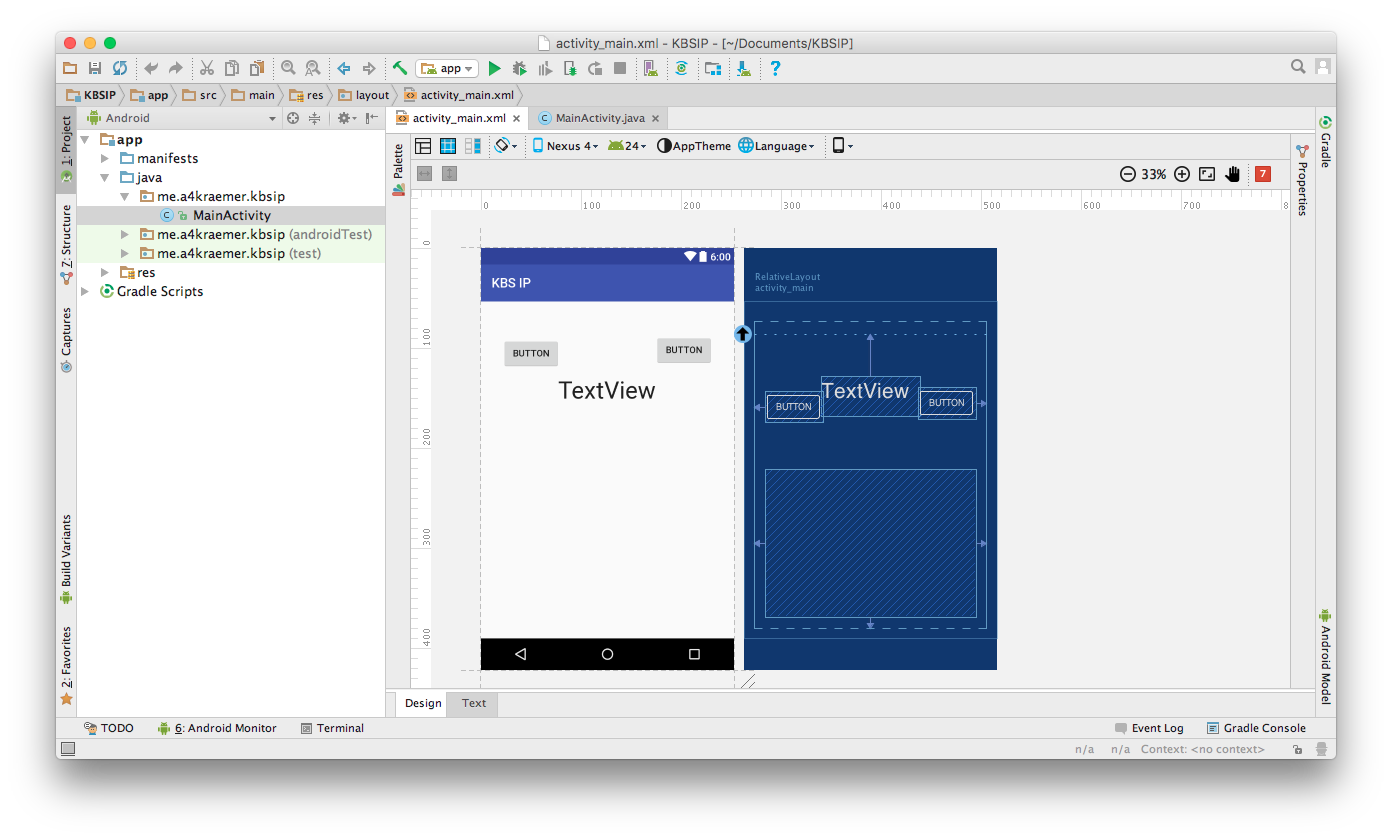 activity_main.xml - KBSIP - [~/Documents/KBSIP]
app
KBSIP app src main res layout activity_main.xml
1: Project
Z: Structure
Captures
Build Variants
2: Favorites
Android
app
manifests
java
me.a4kraemer.kbsip
MainActivity
me.a4kraemer.kbsip (androidTest)
me.a4kraemer.kbsip (test)
res
Gradle Scripts
activity_main.xml MainActivity.java
Palette
Nexus 4 24 AppTheme Language
33% 7
0 100 200 300 400 500 600 700 8
0
100
200
300
400
6:00
KBS IP
BUTTON
BUTTON
TextView
RelativeLayout
activity_main
TextView
BUTTON
BUTTON
Design Text
Properties
Gradle
Android Model
TODO 6: Android Monitor Terminal Event Log Gradle Console
n/a n/a Context: <no context>